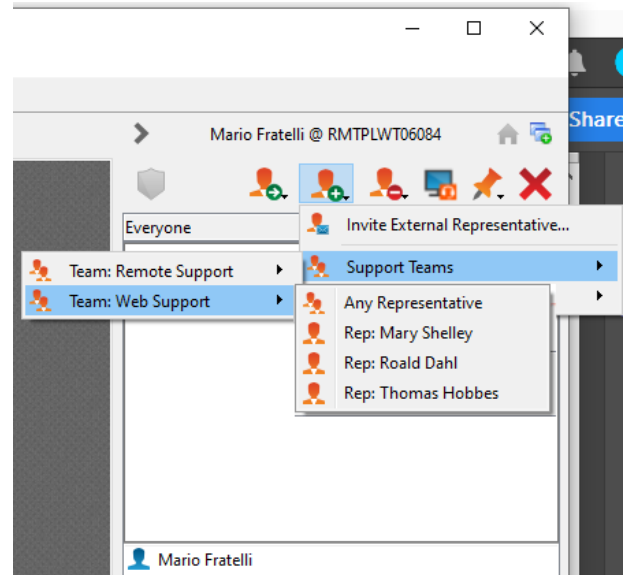 Share
Mario Fratelli @ RMTPLWT06084
Everyone
Invite External Representative...
Support Teams
Team: Remote Support
Team: Web Support
Any Representative
Rep: Mary Shelley
Rep: Roald Dahl
Rep: Thomas Hobbes
Mario Fratelli